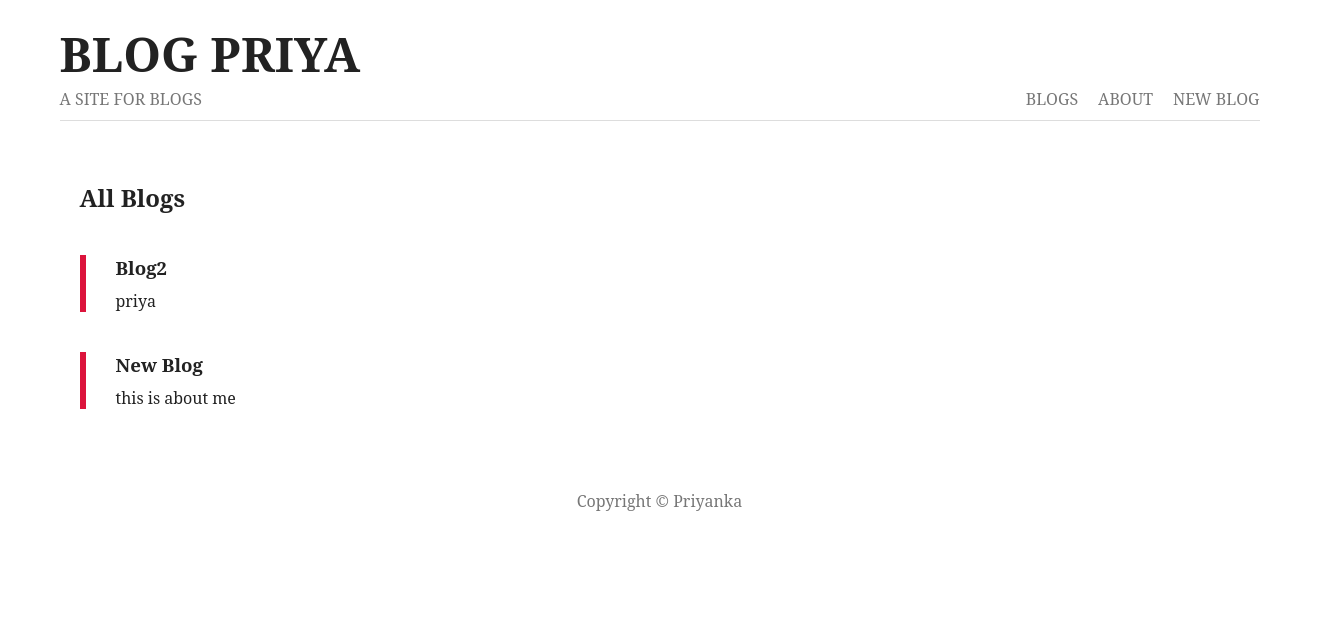 BLOG PRIYA
A SITE FOR BLOGS
BLOGS ABOUT NEW BLOG
All Blogs
Blog2
priya
New Blog
this is about me
Copyright © Priyanka